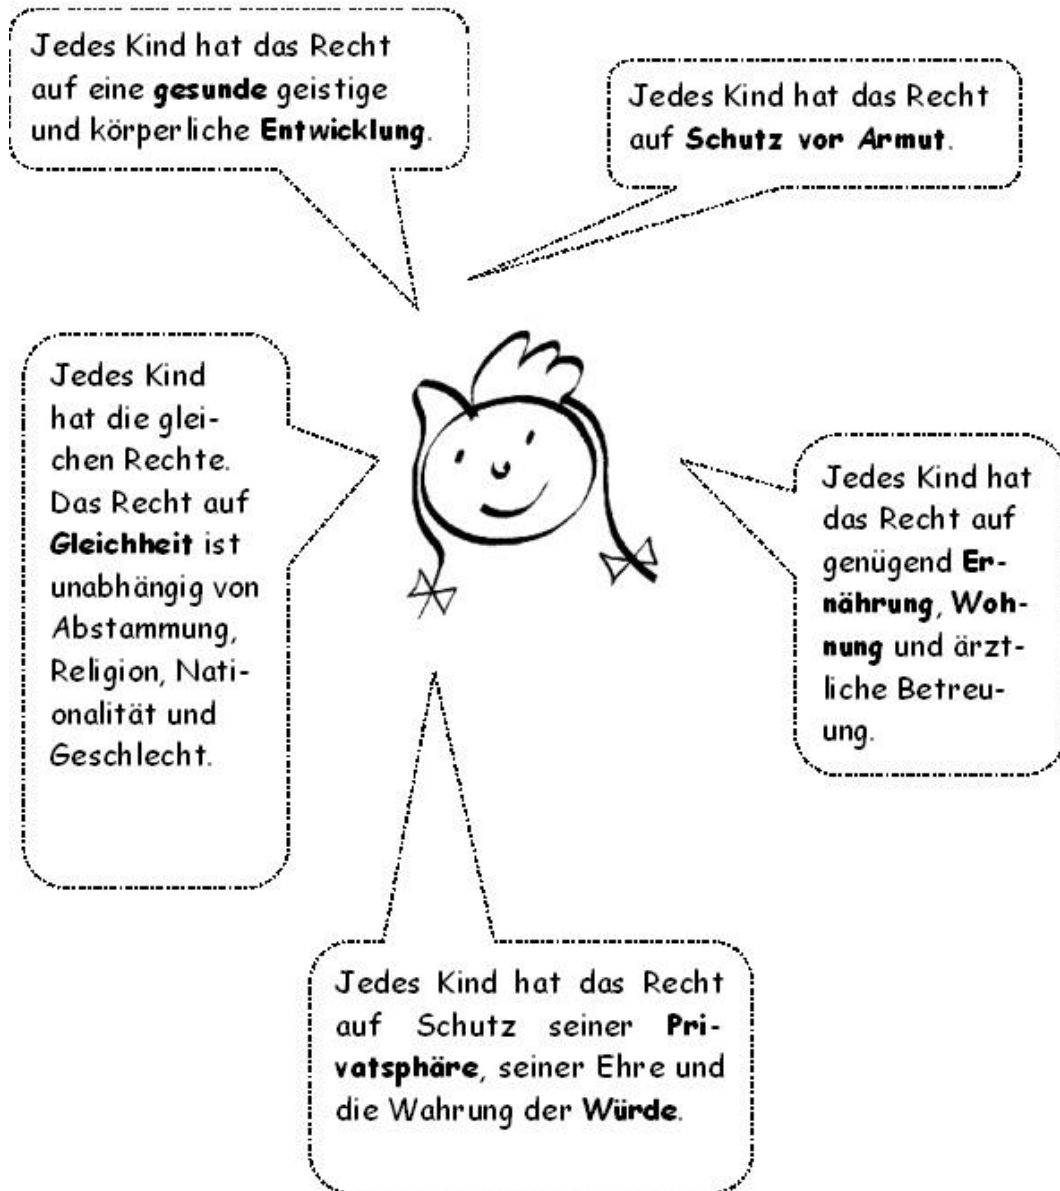 Jedes Kind hat das Recht
auf eine gesunde geistige
und körperliche Entwicklung.
Jedes Kind hat das Recht
auf Schutz vor Armut.
Jedes Kind
hat die glei-
chen Rechte.
Das Recht auf
Gleichheit ist
unabhängig von
Abstammung,
Religion, Nati-
onalität und
Geschlecht.
Jedes Kind hat
das Recht auf
genügend Er-
nährung, Woh-
nung und ärzt-
liche Betreu-
ung.
Jedes Kind hat das Recht
auf Schutz seiner Pri-
vatsphäre, seiner Ehre und
die Wahrung der Würde.